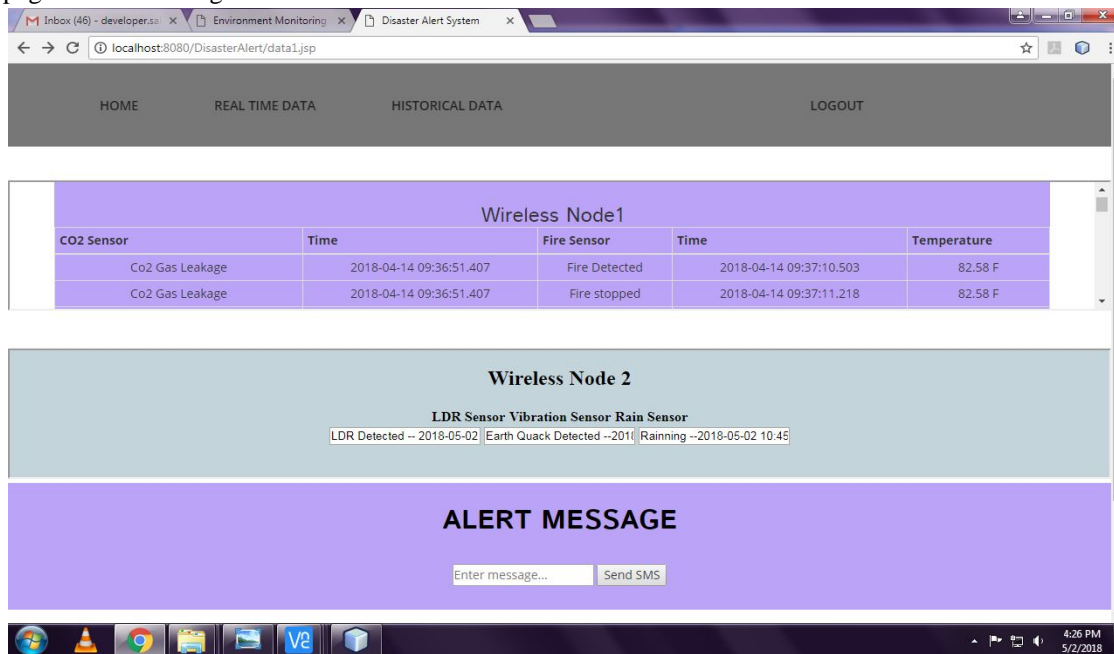 Inbox (46) - developer.sa Environment Monitoring Disaster Alert System
localhost:8080/DisasterAlert/data1.jsp
HOME REAL TIME DATA HISTORICAL DATA LOGOUT
Wireless Node1
CO2 Sensor Time Fire Sensor Time Temperature
Co2 Gas Leakage 2018-04-14 09:36:51.407 Fire Detected 2018-04-14 09:37:10.503 82.58 F
Co2 Gas Leakage 2018-04-14 09:36:51.407 Fire stopped 2018-04-14 09:37:11.218 82.58 F
Wireless Node 2
LDR Sensor Vibration Sensor Rain Sensor
LDR Detected -- 2018-05-02 Earth Quack Detected --201 Rainning --2018-05-02 10:45
ALERT MESSAGE
Enter message... Send SMS
4:26 PM
5/2/2018